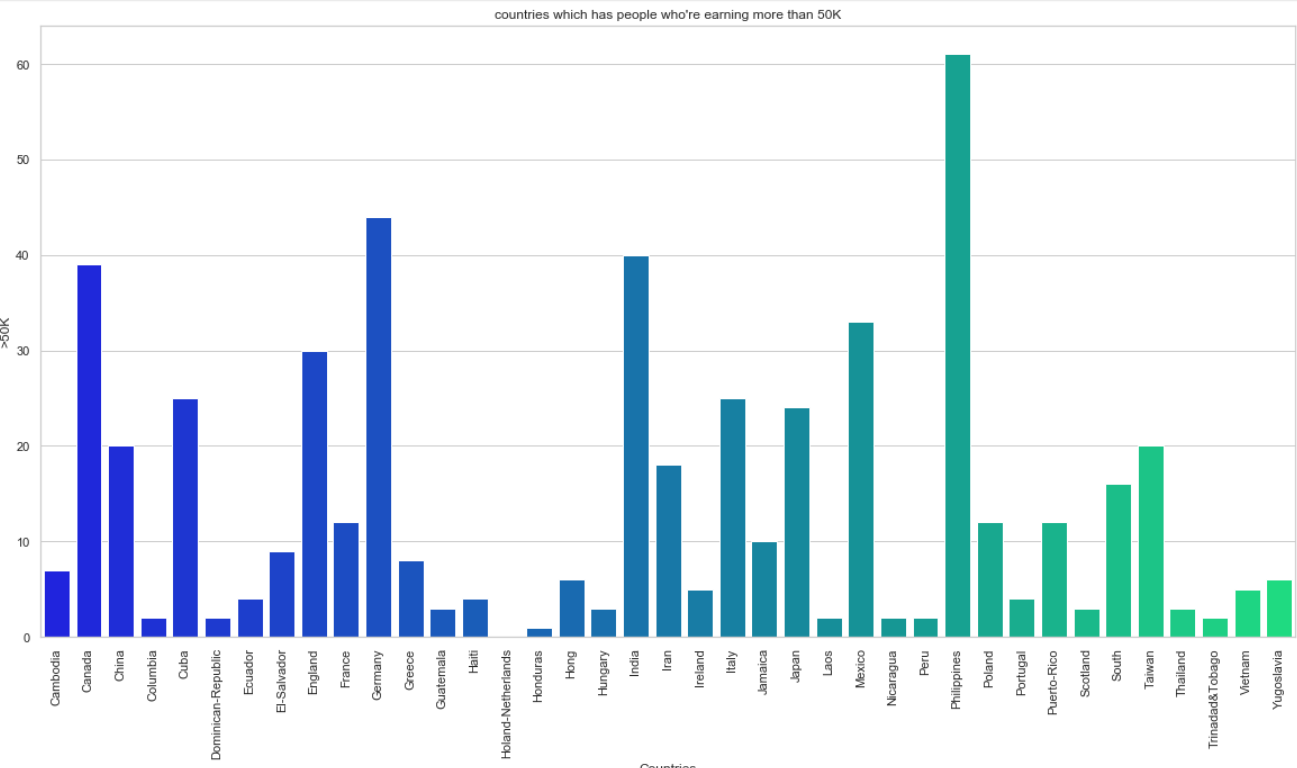 countries which has people who're earning more than 50K
60
50
40
30
20
10
0
>50K
Cambodia
Canada
China
Columbia
Cuba
Dominican-Republic
Ecuador
El-Salvador
England
France
Germany
Greece
Guatemala
Haiti
Holand-Netherlands
Honduras
Hong
Hungary
India
Iran
Ireland
Italy
Jamaica
Japan
Laos
Mexico
Nicaragua
Peru
Philippines
Poland
Portugal
Puerto-Rico
Scotland
South
Taiwan
Thailand
Trinadad&Tobago
Vietnam
Yugoslavia
Countries